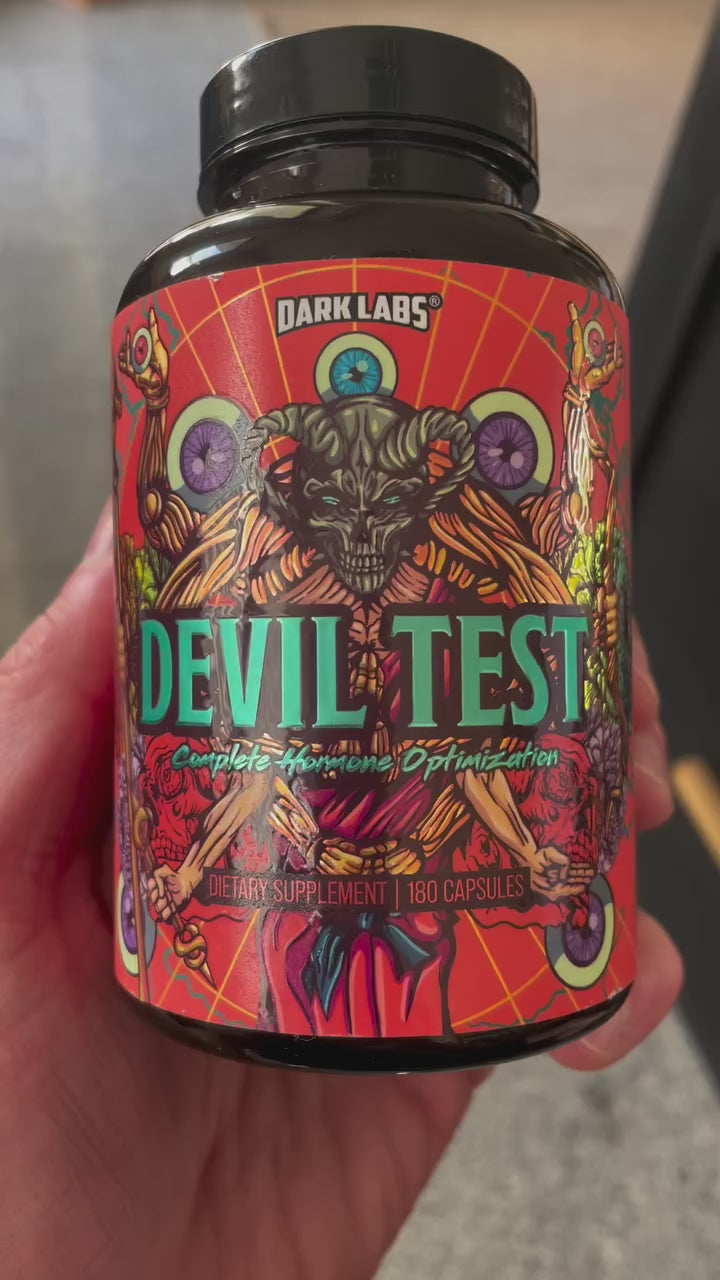 DARK LABS®
DEVIL TEST
Complete Hormone Optimization
DIETARY SUPPLEMENT | 180 CAPSULES